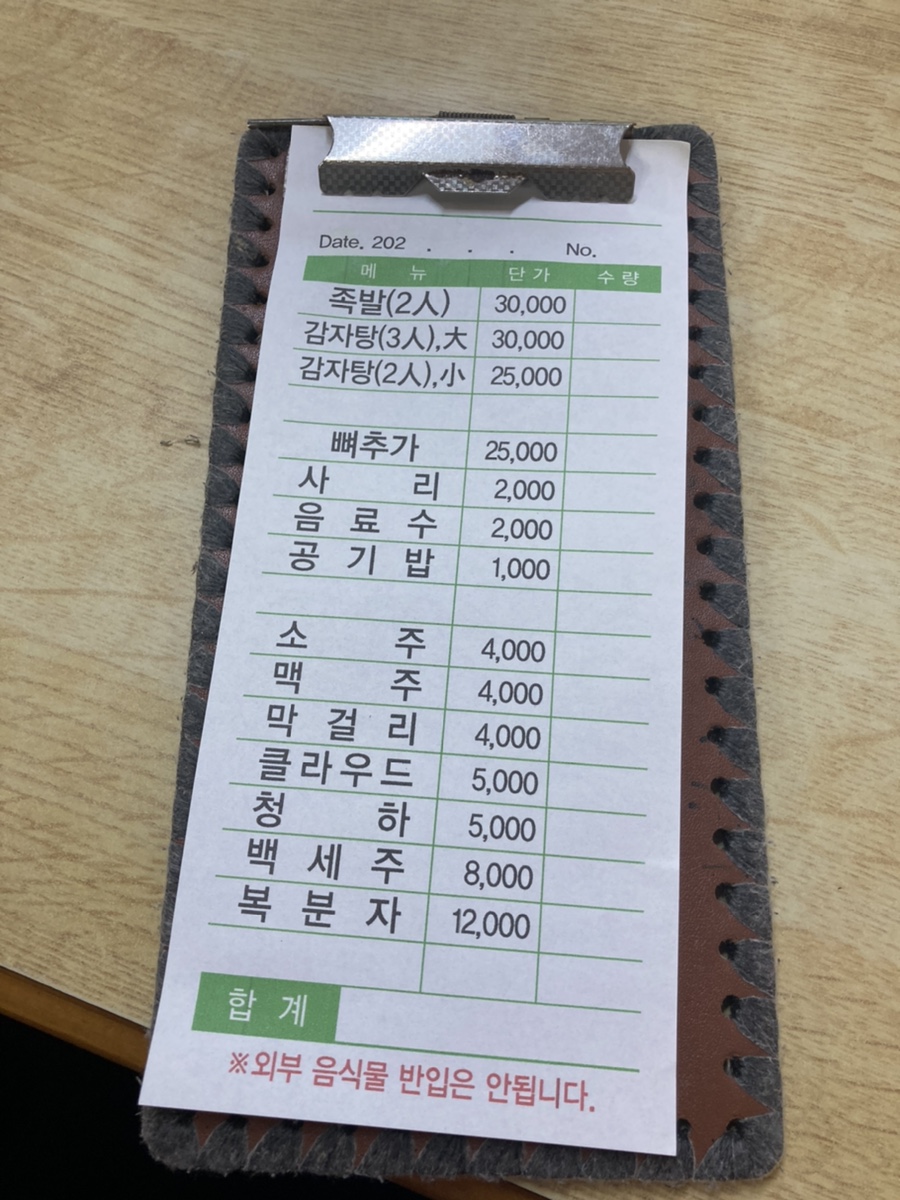 Date. 202 . . . No.
메 뉴 단 가 수 량
족발(2人) 30,000
감자탕(3人),大 30,000
감자탕(2人),小 25,000
뼈추가 25,000
사 리 2,000
음 료 수 2,000
공 기 밥 1,000
소 주 4,000
맥 주 4,000
막 걸 리 4,000
클라우드 5,000
청 하 5,000
백 세 주 8,000
복 분 자 12,000
합 계
※외부 음식물 반입은 안됩니다.